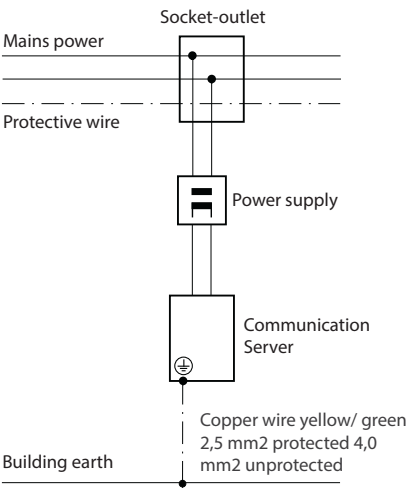 Socket-outlet
Mains power
Protective wire
Power supply
Communication
Server
Copper wire yellow/ green
2,5 mm2 protected 4,0
mm2 unprotected
Building earth